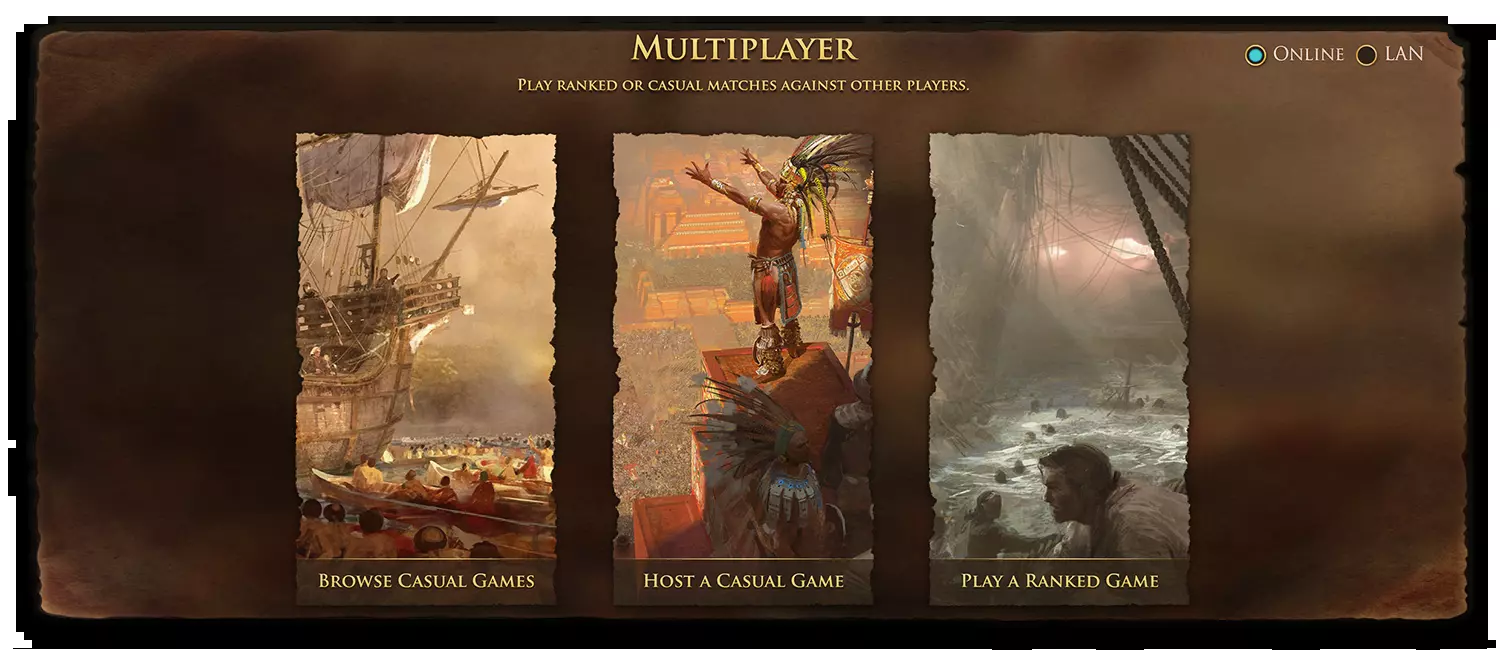 Multiplayer
Online LAN
Play ranked or casual matches against other players.
Browse Casual Games
Host a Casual Game
Play a Ranked Game